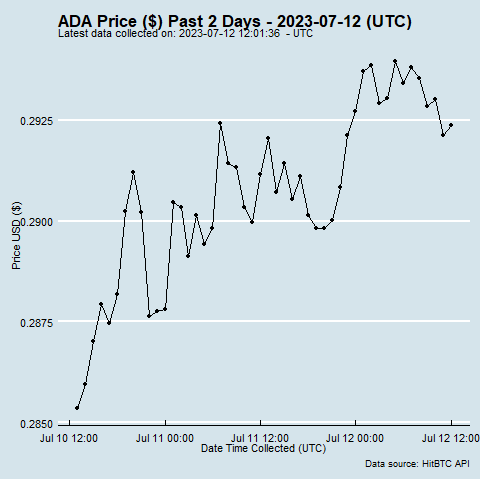 ADA Price ($) Past 2 Days - 2023-07-12 (UTC)
Latest data collected on: 2023-07-12 12:01:36 - UTC
Price USD ($)
0.2925
0.2900
0.2875
0.2850
Jul 10 12:00 Jul 11 00:00 Jul 11 12:00 Jul 12 00:00 Jul 12 12:00
Date Time Collected (UTC)
Data source: HitBTC API